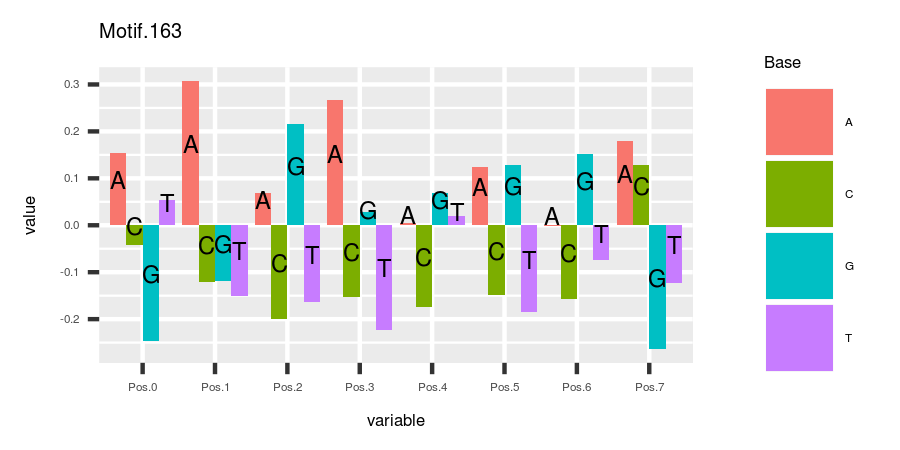 Motif.163
value
0.3
0.2
0.1
0.0
-0.1
-0.2
A C G T
A C G T
A C G T
A C G T
A C G T
A C G T
A C G T
A C G T
Pos.0 Pos.1 Pos.2 Pos.3 Pos.4 Pos.5 Pos.6 Pos.7
variable
Base
A
C
G
T